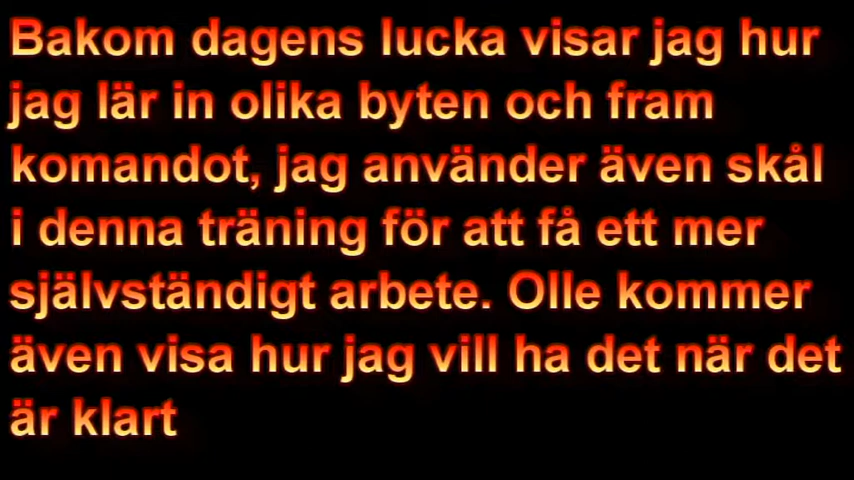 Bakom dagens lucka visar jag hur
jag lär in olika byten och fram
komandot, jag använder även skål
i denna träning för att få ett mer
självständigt arbete. Olle kommer
även visa hur jag vill ha det när det
är klart